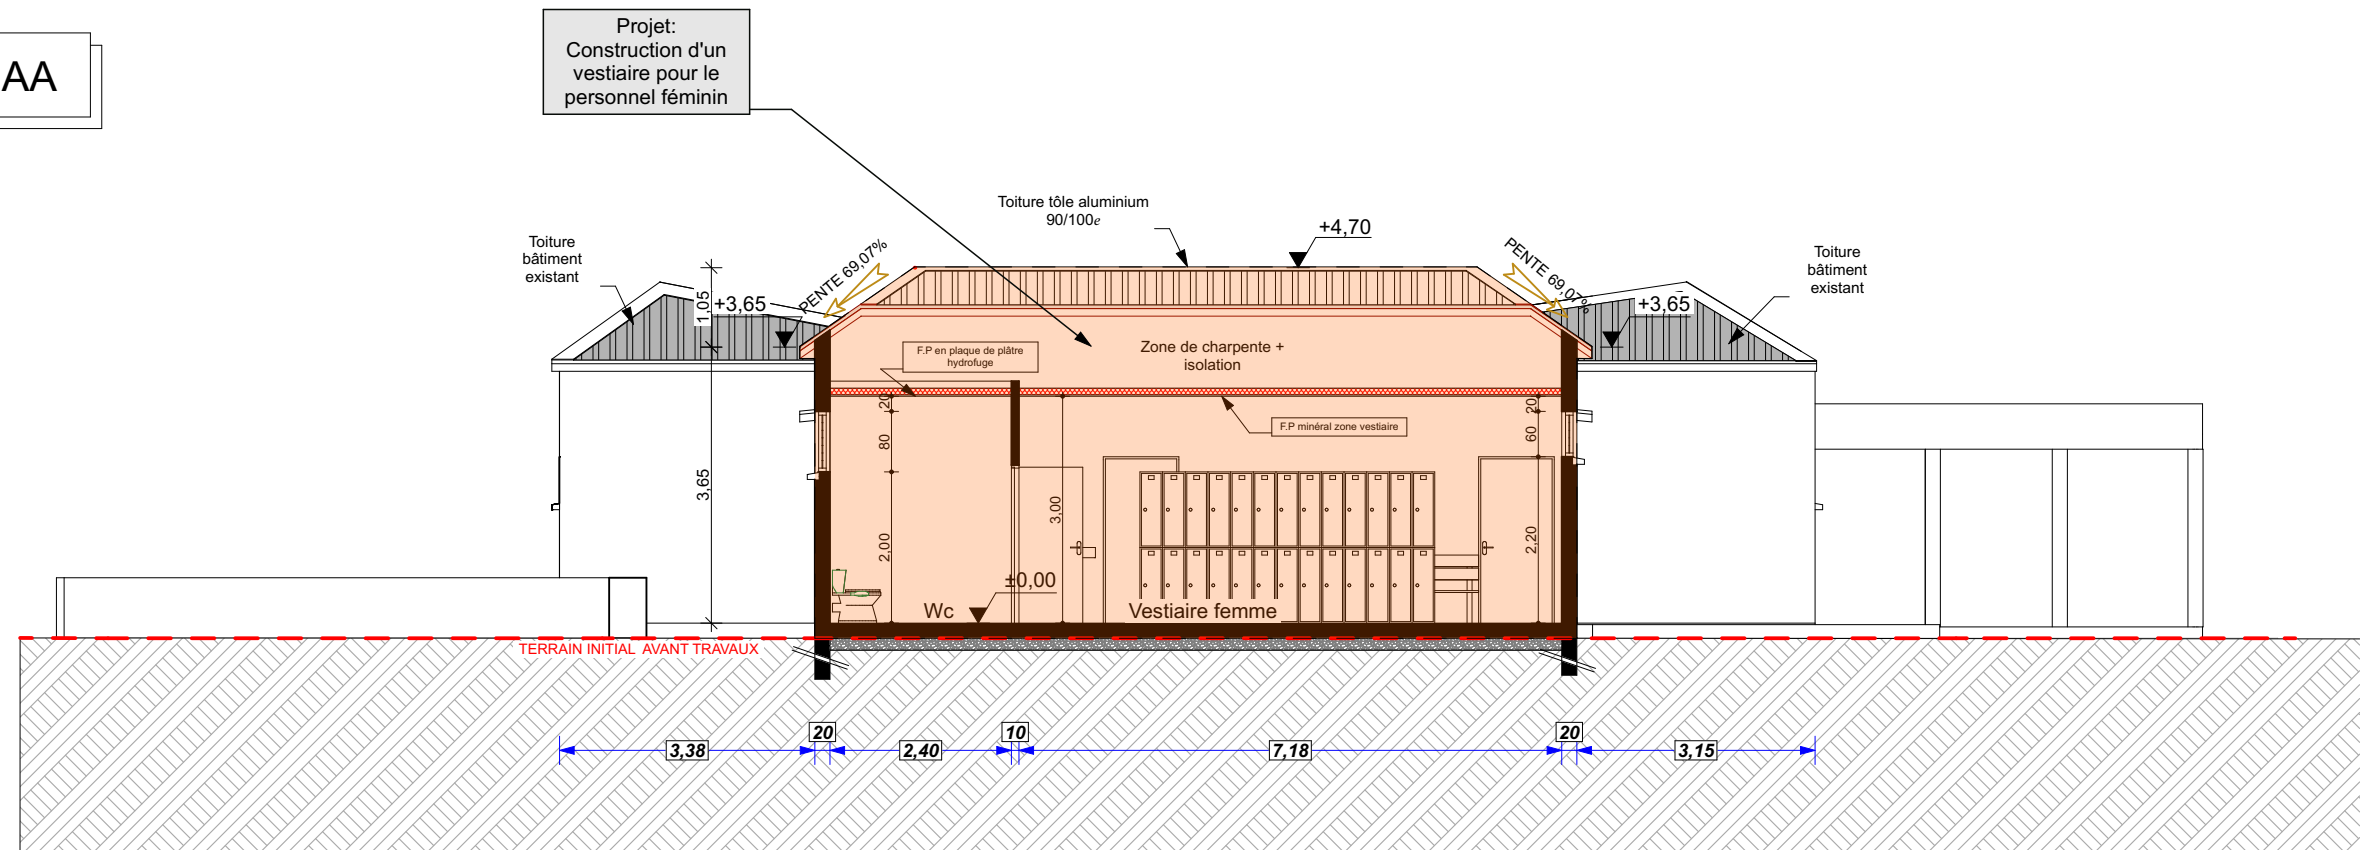 AA
Projet:
Construction d'un
vestiaire pour le
personnel féminin
Toiture tôle aluminium
90/100e
+4,70
Toiture
bâtiment
existant
PENTE 69,07%
PENTE 69,07%
Toiture
bâtiment
existant
1,05
+3,65
+3,65
F.P en plaque de plâtre
hydrofuge
Zone de charpente +
isolation
20
20
F.P minéral zone vestiaire
80
60
3,65
3,00
2,00
2,20
±0,00
Wc
Vestiaire femme
TERRAIN INITIAL AVANT TRAVAUX
20
10
20
3,38
2,40
7,18
3,15